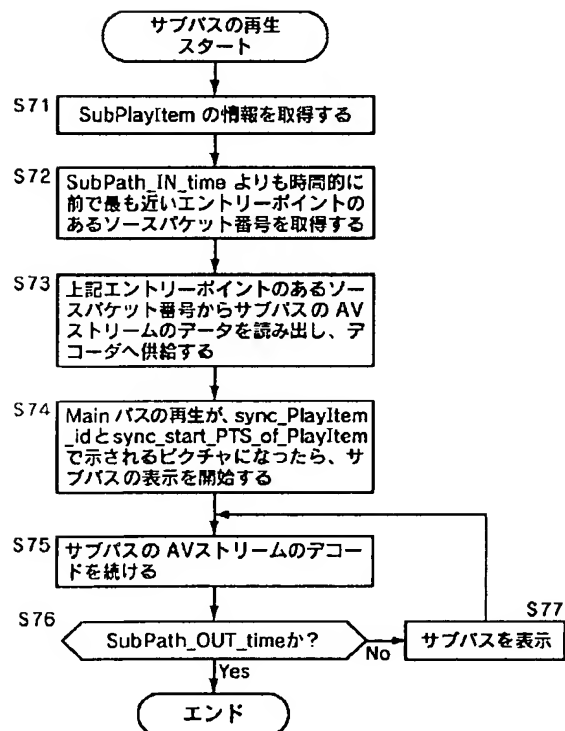 サブパスの再生
スタート
S71
SubPlayItem の情報を取得する
S72
SubPath_IN_time よりも時間的に
前で最も近いエントリーポイントの
あるソースパケット番号を取得する
S73
上記エントリーポイントのあるソー
スパケット番号からサブパスの AV
ストリームのデータを読み出し、デ
コーダへ供給する
S74
Main パスの再生が、sync_PlayItem
_idとsync_start_PTS_of_PlayItem
で示されるピクチャになったら、サ
ブパスの表示を開始する
S75
サブパスの AVストリームのデコー
ドを続ける
S76
SubPath_OUT_timeか?
No
S77
サブパスを表示
Yes
エンド